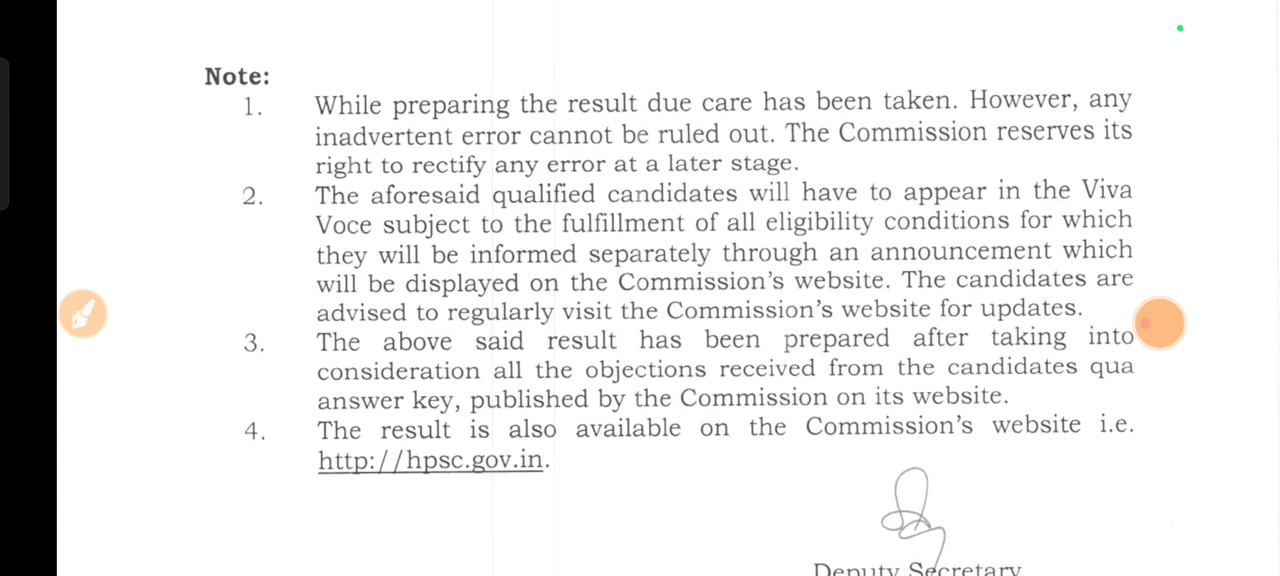 Note:
1. While preparing the result due care has been taken. However, any
inadvertent error cannot be ruled out. The Commission reserves its
right to rectify any error at a later stage.
2. The aforesaid qualified candidates will have to appear in the Viva
Voce subject to the fulfillment of all eligibility conditions for which
they will be informed separately through an announcement which
will be displayed on the Commission's website. The candidates are
advised to regularly visit the Commission's website for updates.
3. The above said result has been prepared after taking into
consideration all the objections received from the candidates qua
answer key, published by the Commission on its website.
4. The result is also available on the Commission's website i.e.
http://hpsc.gov.in.
Deputy Secretary